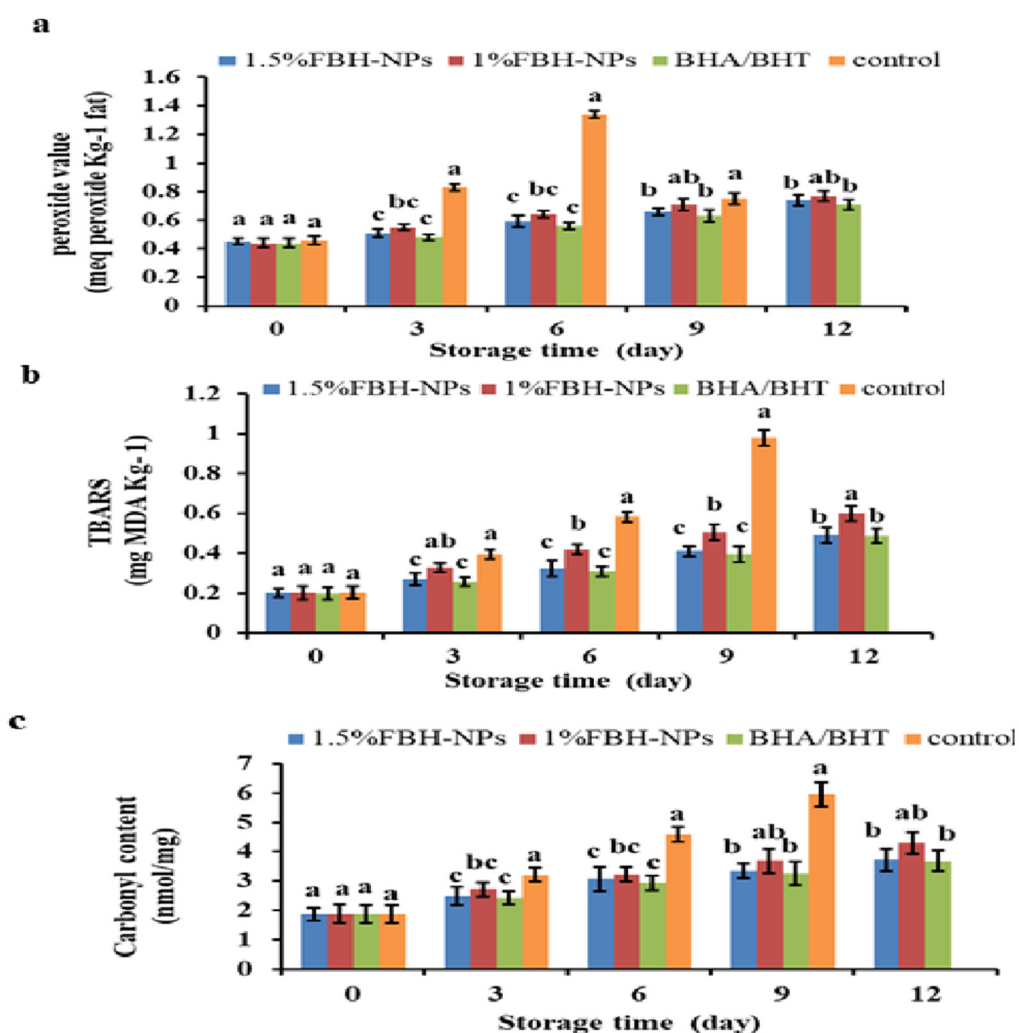 a
1.5%FBH-NPs 1%FBH-NPs BHA/BHT control
peroxide value
(meq peroxide Kg-1 fat)
1.6
1.4
1.2
1
0.8
0.6
0.4
0.2
0
a a a a c bc c a c bc c a b ab b a b ab b
0 3 6 9 12
Storage time (day)
b
1.5%FBH-NPs 1%FBH-NPs BHA/BHT control
TBARS
(mg MDA Kg-1)
1.2
1
0.8
0.6
0.4
0.2
0
a a a a c ab c a c b c a c b c a b a b
0 3 6 9 12
Storage time (day)
c
1.5%FBH-NPs 1%FBH-NPs BHA/BHT control
Carbonyl content
(nmol/mg)
7
6
5
4
3
2
1
0
a a a a c bc c a c bc c a b ab b a b ab b
0 3 6 9 12
Storage time (day)